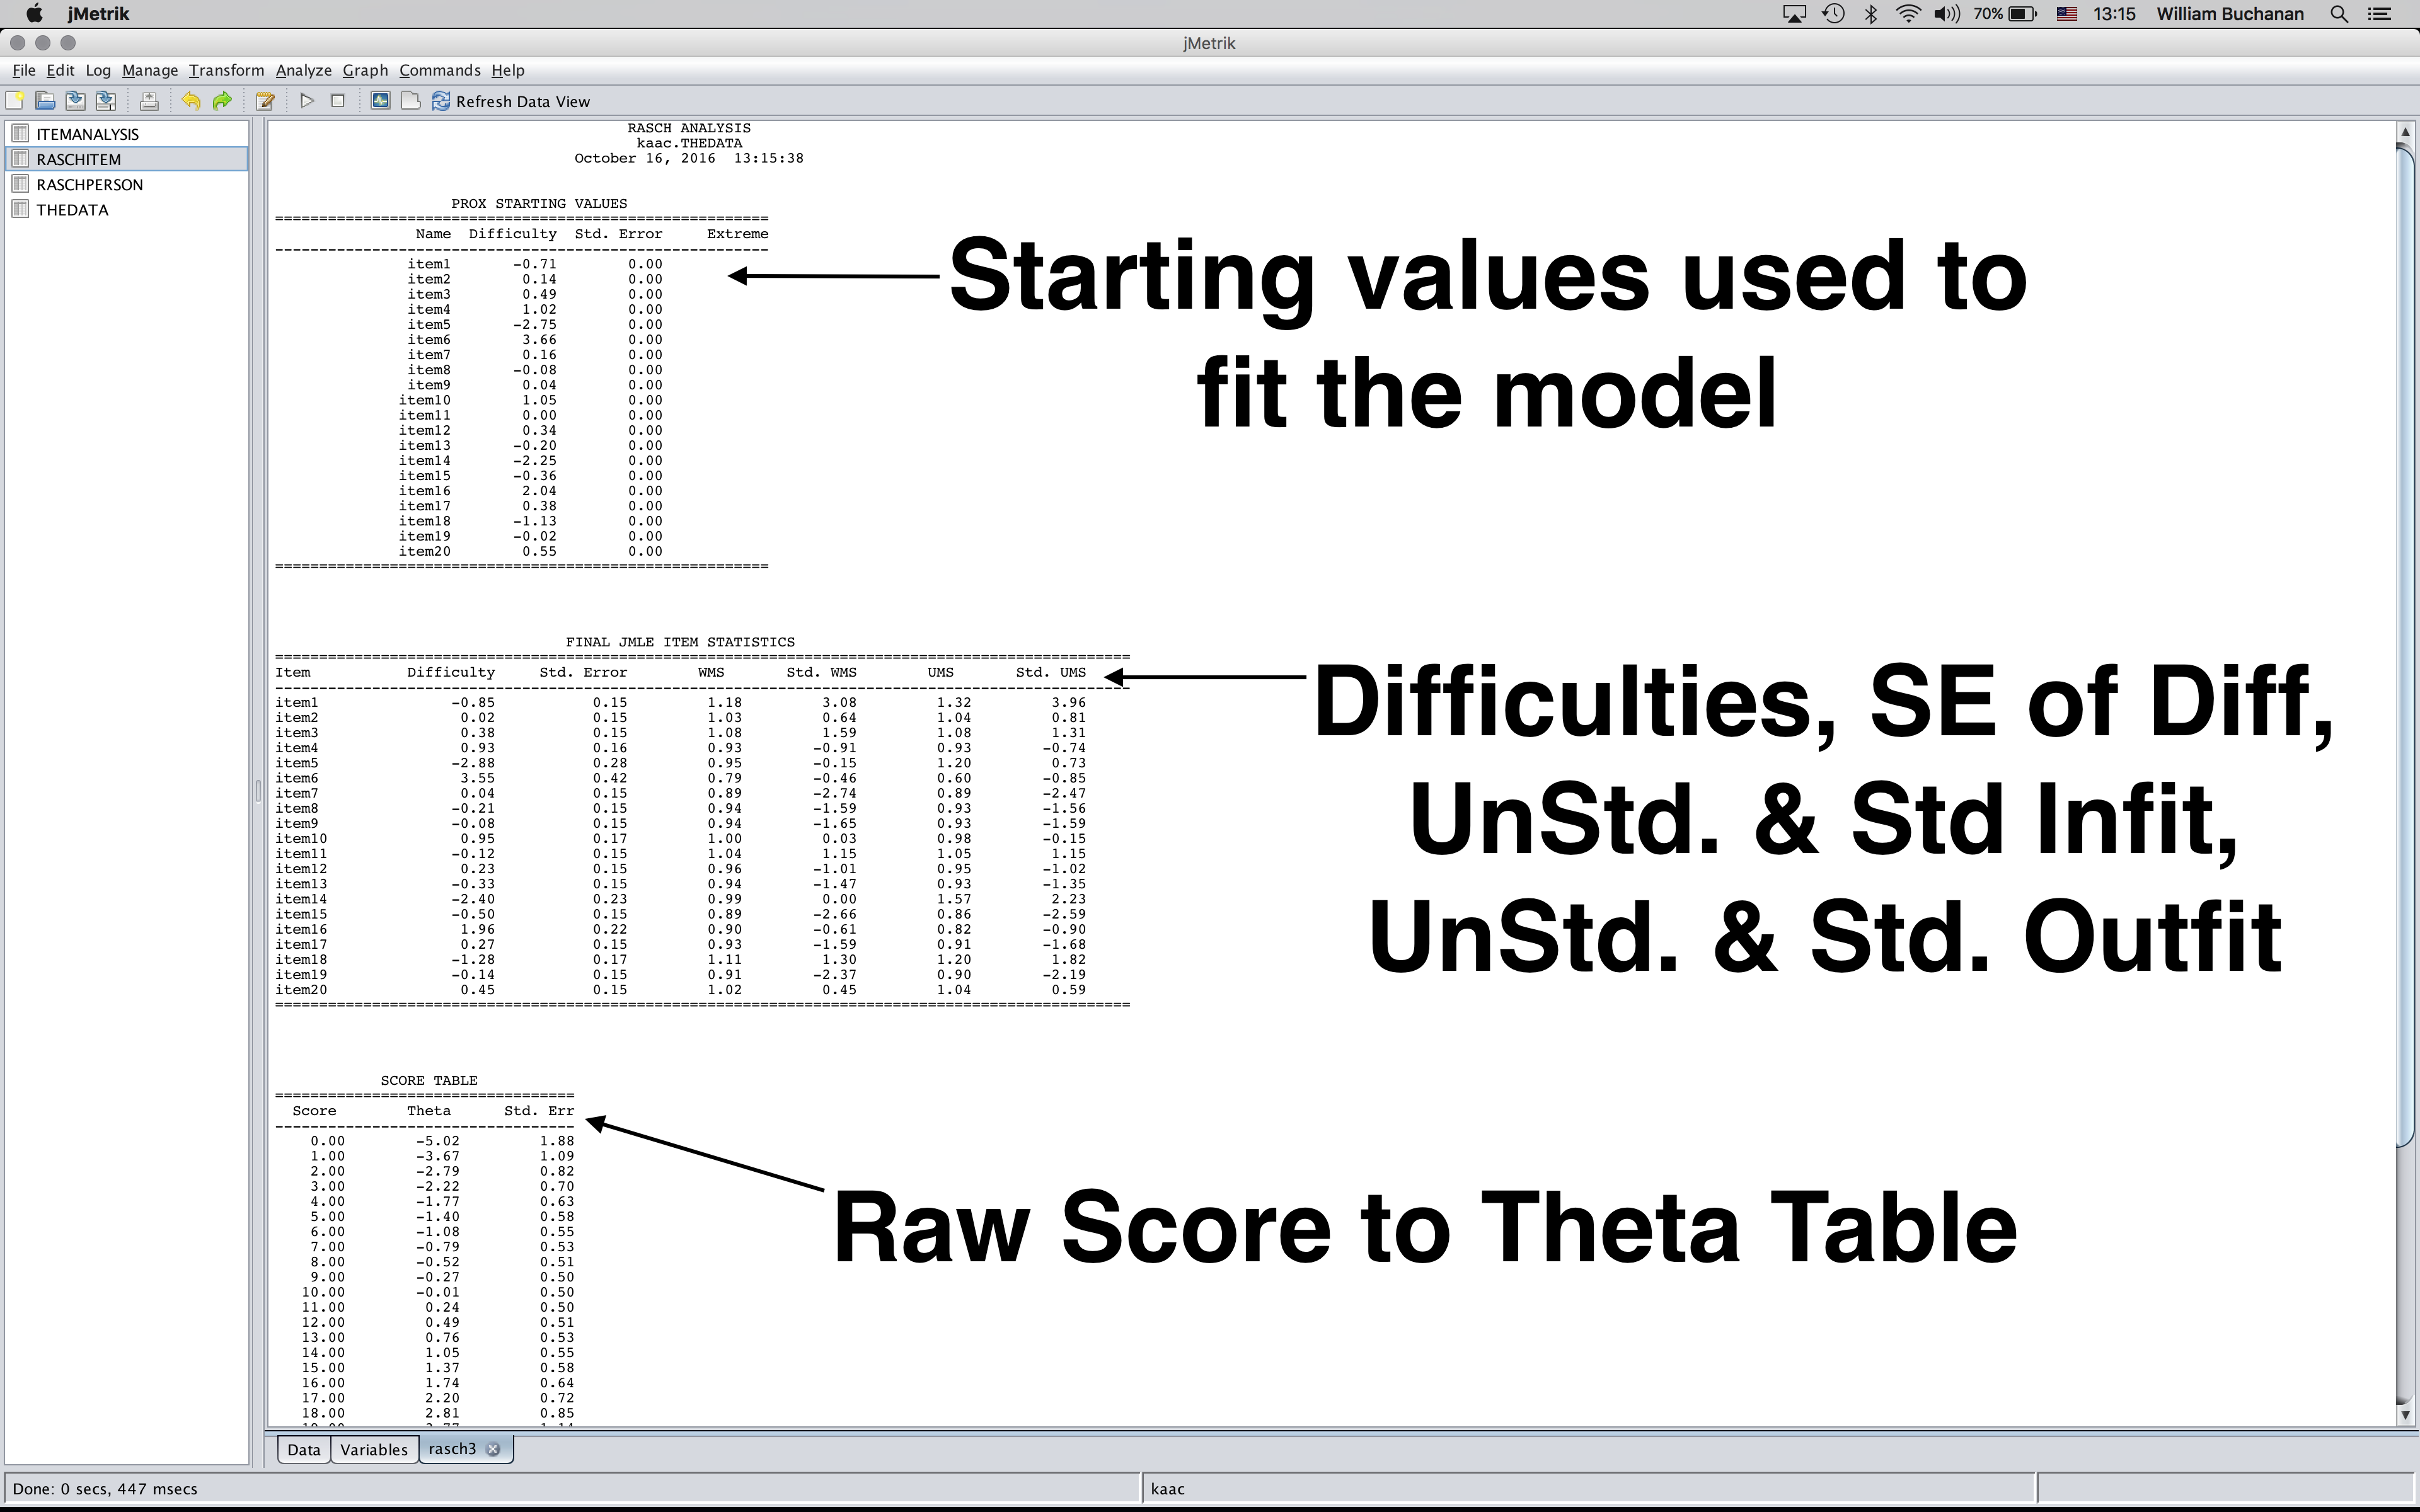 jMetrik
70% 13:15 William Buchanan
jMetrik
File Edit Log Manage Transform Analyze Graph Commands Help
Refresh Data View
ITEMANALYSIS
RASCHITEM
RASCHPERSON
THEDATA
RASCH ANALYSIS
kaac.THEDATA
October 16, 2016 13:15:38
PROX STARTING VALUES
==========================================================
Name Difficulty Std. Error Extreme
----------------------------------------------------------
item1 -0.71 0.00
item2 0.14 0.00
item3 0.49 0.00
item4 1.02 0.00
item5 -2.75 0.00
item6 3.66 0.00
item7 0.16 0.00
item8 -0.08 0.00
item9 0.04 0.00
item10 1.05 0.00
item11 0.00 0.00
item12 0.34 0.00
item13 -0.20 0.00
item14 -2.25 0.00
item15 -0.36 0.00
item16 2.04 0.00
item17 0.38 0.00
item18 -1.13 0.00
item19 -0.02 0.00
item20 0.55 0.00
==========================================================
Starting values used to
fit the model
FINAL JMLE ITEM STATISTICS
====================================================================================================
Item Difficulty Std. Error WMS Std. WMS UMS Std. UMS
----------------------------------------------------------------------------------------------------
item1 -0.85 0.15 1.18 3.08 1.32 3.96
item2 0.02 0.15 1.03 0.64 1.04 0.81
item3 0.38 0.15 1.08 1.59 1.08 1.31
item4 0.93 0.16 0.93 -0.91 0.93 -0.74
item5 -2.88 0.28 0.95 -0.15 1.20 0.73
item6 3.55 0.42 0.79 -0.46 0.60 -0.85
item7 0.04 0.15 0.89 -2.74 0.89 -2.47
item8 -0.21 0.15 0.94 -1.59 0.93 -1.56
item9 -0.08 0.15 0.94 -1.65 0.93 -1.59
item10 0.95 0.17 1.00 0.03 0.98 -0.15
item11 -0.12 0.15 1.04 1.15 1.05 1.15
item12 0.23 0.15 0.96 -1.01 0.95 -1.02
item13 -0.33 0.15 0.94 -1.47 0.93 -1.35
item14 -2.40 0.23 0.99 0.00 1.57 2.23
item15 -0.50 0.15 0.89 -2.66 0.86 -2.59
item16 1.96 0.22 0.90 -0.61 0.82 -0.90
item17 0.27 0.15 0.93 -1.59 0.91 -1.68
item18 -1.28 0.17 1.11 1.30 1.20 1.82
item19 -0.14 0.15 0.91 -2.37 0.90 -2.19
item20 0.45 0.15 1.02 0.45 1.04 0.59
====================================================================================================
Difficulties, SE of Diff,
UnStd. & Std Infit,
UnStd. & Std. Outfit
SCORE TABLE
==================================
Score Theta Std. Err
----------------------------------
0.00 -5.02 1.88
1.00 -3.67 1.09
2.00 -2.79 0.82
3.00 -2.22 0.70
4.00 -1.77 0.63
5.00 -1.40 0.58
6.00 -1.08 0.55
7.00 -0.79 0.53
8.00 -0.52 0.51
9.00 -0.27 0.50
10.00 -0.01 0.50
11.00 0.24 0.50
12.00 0.49 0.51
13.00 0.76 0.53
14.00 1.05 0.55
15.00 1.37 0.58
16.00 1.74 0.64
17.00 2.20 0.72
18.00 2.81 0.85
Raw Score to Theta Table
Data Variables rasch3
Done: 0 secs, 447 msecs kaac